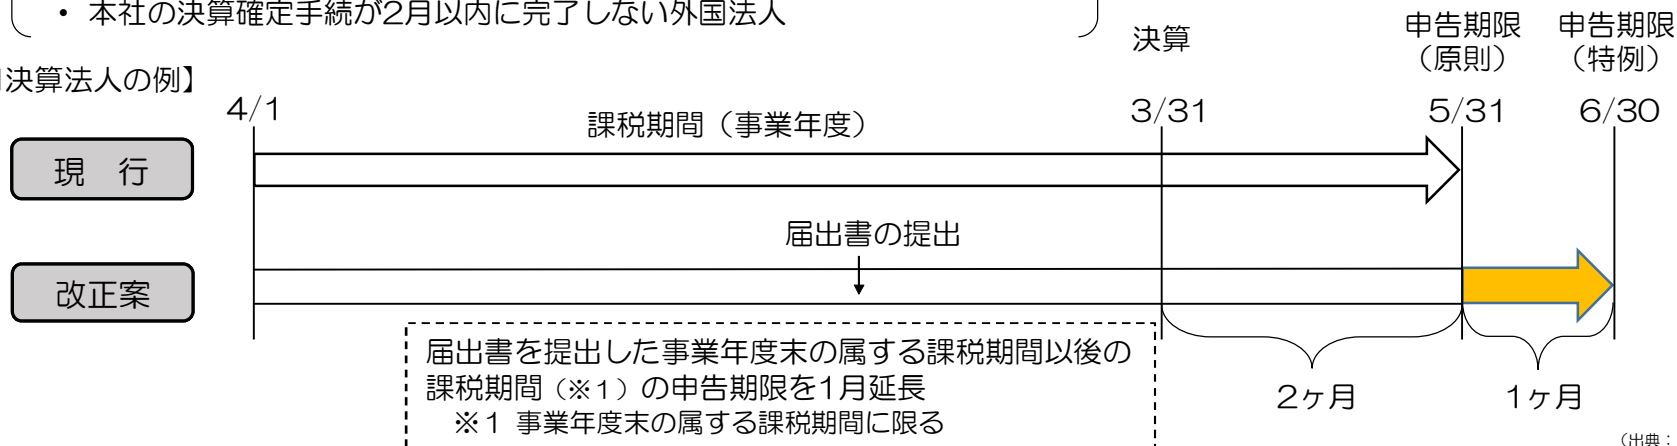 ・ 本社の決算確定手続が2月以内に完了しない外国法人
決算法人の例】
決算
申告期限
（原則）
申告期限
（特例）
4/1
課税期間（事業年度）
3/31
5/31
6/30
現　行
届出書の提出
改正案
届出書を提出した事業年度末の属する課税期間以後の
課税期間（※１）の申告期限を1月延長
※１ 事業年度末の属する課税期間に限る
2ヶ月
1ヶ月
（出典：